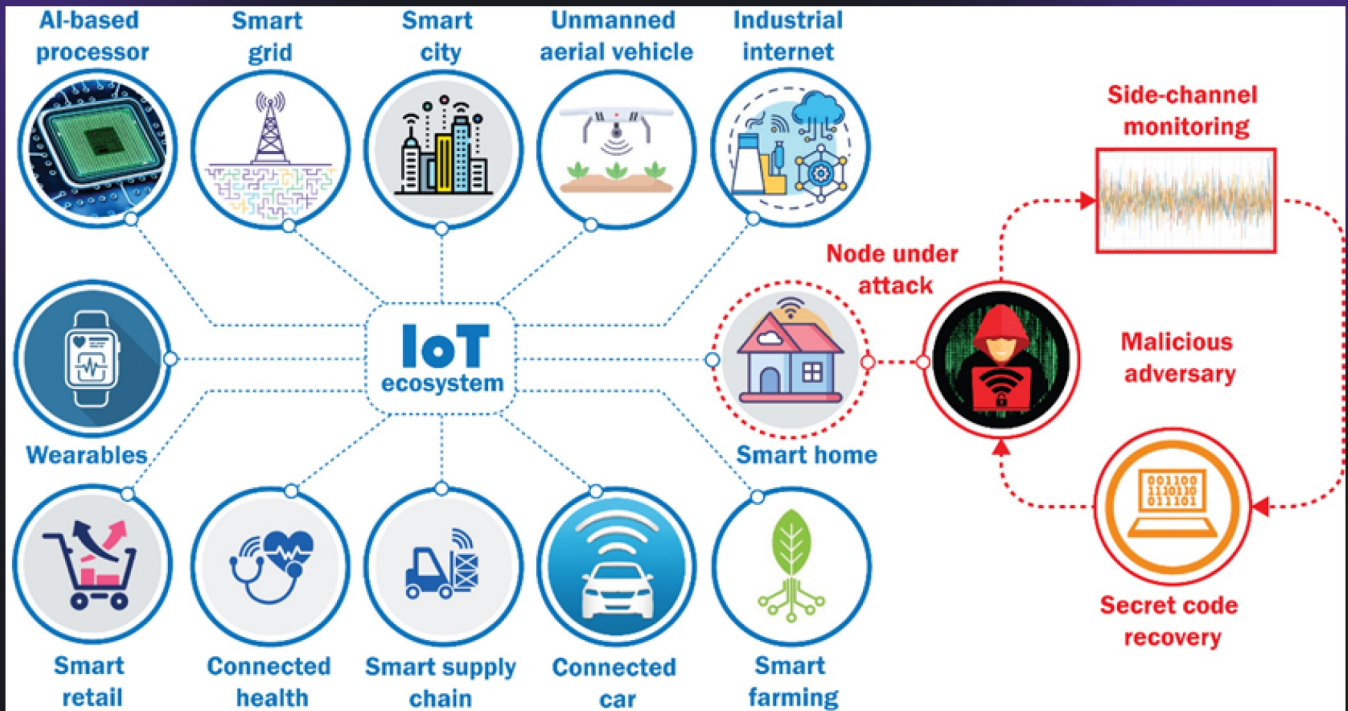 AI-based
processor
Smart
grid
Smart
city
Unmanned
aerial vehicle
Industrial
internet
Side-channel
monitoring
Node under
attack
IoT
ecosystem
Malicious
adversary
Wearables
Smart home
001100
1110110
011101
Secret code
recovery
Smart
retail
Connected
health
Smart supply
chain
Connected
car
Smart
farming